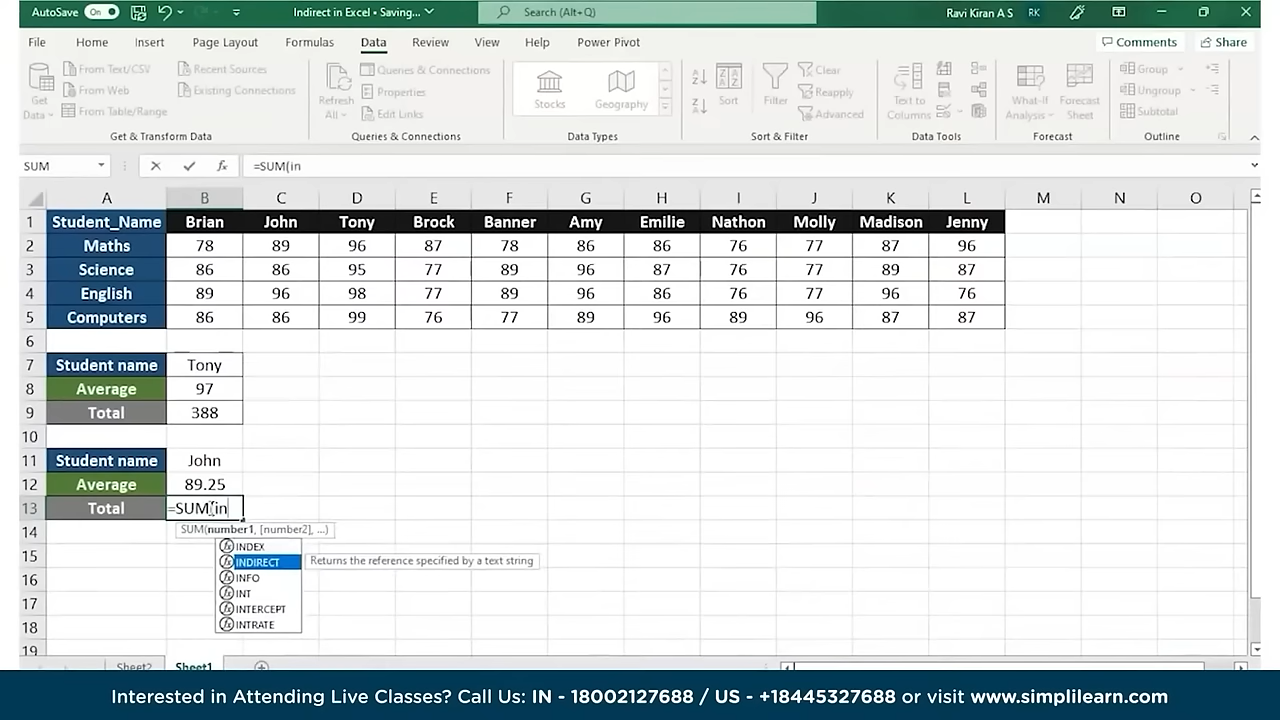 AutoSave On Indirect in Excel • Saving... Search (Alt+Q) Ravi Kiran A S RK
File Home Insert Page Layout Formulas Data Review View Help Power Pivot Comments Share
From Text/CSV Recent Sources Queries & Connections Clear Group
Get Data From Web Existing Connections Refresh All Properties Stocks Geography Sort Filter Reapply Text to Columns What-If Analysis Forecast Sheet Ungroup
From Table/Range Edit Links Advanced Subtotal
Get & Transform Data Queries & Connections Data Types Sort & Filter Data Tools Forecast Outline
SUM fx =SUM(in
A B C D E F G H I J K L M N O
1 Student_Name Brian John Tony Brock Banner Amy Emilie Nathon Molly Madison Jenny
2 Maths 78 89 96 87 78 86 86 76 77 87 96
3 Science 86 86 95 77 89 96 87 76 77 89 87
4 English 89 96 98 77 89 96 86 76 77 96 76
5 Computers 86 86 99 76 77 89 96 89 96 87 87
6
7 Student name Tony
8 Average 97
9 Total 388
10
11 Student name John
12 Average 89.25
13 Total =SUM(in
14 SUM(number1, [number2], ...)
INDEX
15 INDIRECT Returns the reference specified by a text string
16 INFO
INT
17 INTERCEPT
18 INTRATE
19
Sheet2 Sheet1
Interested in Attending Live Classes? Call Us: IN - 18002127688 / US - +18445327688 or visit www.simplilearn.com